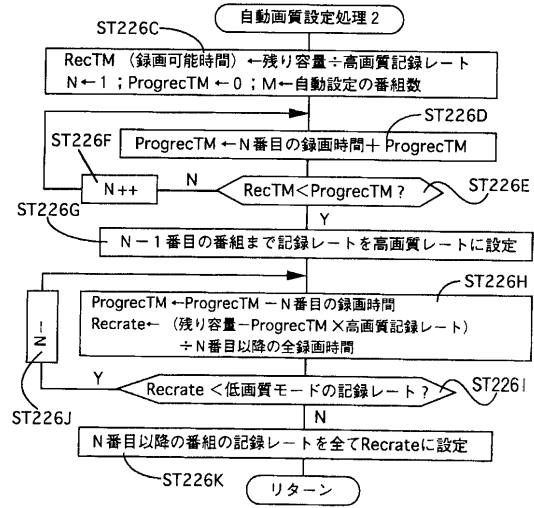 自動画質設定処理2
ST226C
RecTM（録画可能時間）←残り容量÷高画質記録レート
N←1；ProgrecTM←0；M←自動設定の番組数
ST226D
ProgrecTM←N番目の録画時間＋ProgrecTM
ST226F
N++
N
RecTM<ProgrecTM？
ST226E
Y
ST226G
N−1番目の番組まで記録レートを高画質レートに設定
ST226H
ProgrecTM←ProgrecTM−N番目の録画時間
Recrate←（残り容量−ProgrecTM×高画質記録レート）
÷N番目以降の全録画時間
N−
Y
Recrate＜低画質モードの記録レート？
ST226I
ST226J
N
N番目以降の番組の記録レートを全てRecrateに設定
ST226K
リターン